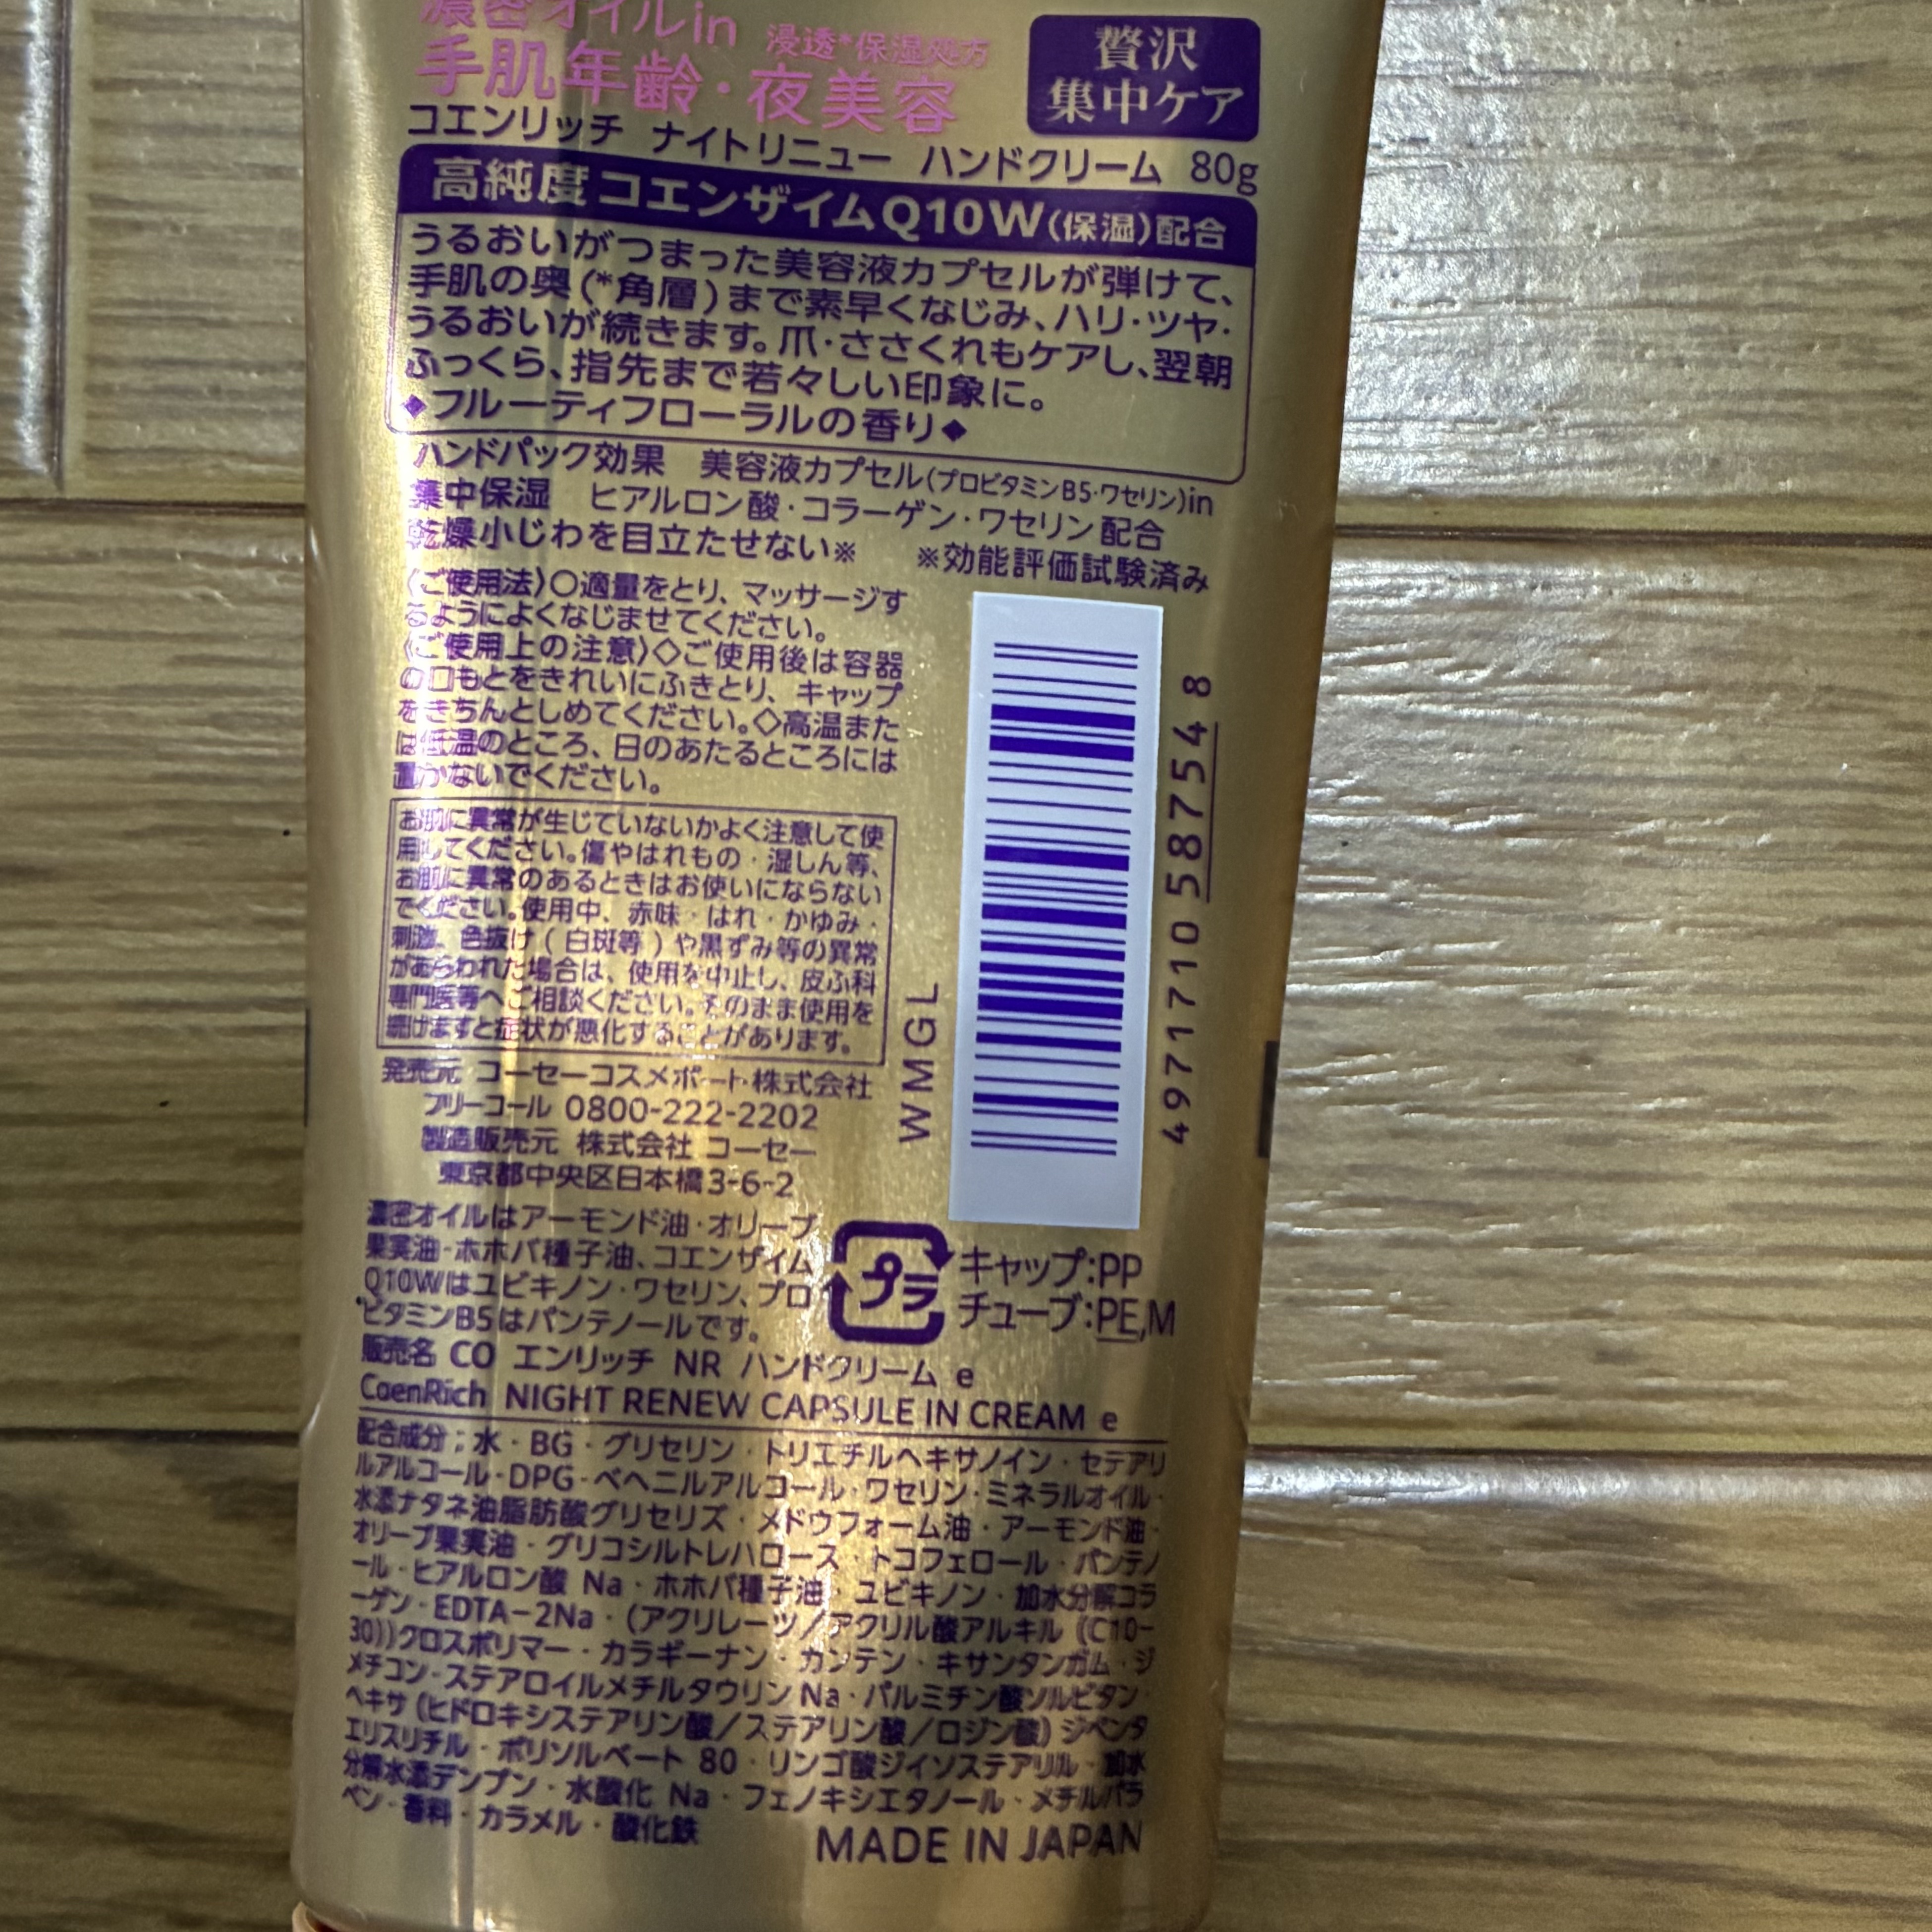 濃密オイルin 浸透*保湿処方
手肌年齢・夜美容
贅沢
集中ケア
コエンリッチ ナイトリニュー ハンドクリーム 80g
高純度コエンザイムQ10W(保湿)配合
うるおいがつまった美容液カプセルが弾けて、
手肌の奥(*角層)まで素早くなじみ、ハリ・ツヤ・
うるおいが続きます。爪・ささくれもケアし、翌朝
ふっくら、指先まで若々しい印象に。
◆フルーティフローラルの香り◆
ハンドパック効果 美容液カプセル(プロビタミンB5・ワセリン)in
集中保湿 ヒアルロン酸・コラーゲン・ワセリン配合
乾燥小じわを目立たせない※ ※効能評価試験済み
〈ご使用法〉○適量をとり、マッサージす
るようによくなじませてください。
〈ご使用上の注意〉◇ご使用後は容器
の口もとをきれいにふきとり、キャップ
をきちんとしめてください。◇高温また
は低温のところ、日のあたるところには
置かないでください。
お肌に異常が生じていないかよく注意して使
用してください。傷やはれもの・湿しん等、
お肌に異常のあるときはお使いにならない
でください。使用中、赤味・はれ・かゆみ・
刺激、色抜け(白斑等)や黒ずみ等の異常
があらわれた場合は、使用を中止し、皮ふ科
専門医等へご相談ください。そのまま使用を
続けますと症状が悪化することがあります。
WMGL
4971710587548
発売元 コーセーコスメポート株式会社
フリーコール 0800-222-2202
製造販売元 株式会社 コーセー
東京都中央区日本橋3-6-2
濃密オイルはアーモンド油・オリーブ
果実油・ホホバ種子油、コエンザイム
Q10Wはユビキノン・ワセリン、プロ
ビタミンB5はパンテノールです。
プラ
キャップ:PP
チューブ:PE,M
販売名 CO エンリッチ NR ハンドクリーム e
CoenRich NIGHT RENEW CAPSULE IN CREAM e
配合成分;水・BG・グリセリン・トリエチルヘキサノイン・セテアリ
ルアルコール・DPG・ベヘニルアルコール・ワセリン・ミネラルオイル・
水添ナタネ油脂肪酸グリセリズ・メドウフォーム油・アーモンド油・
オリーブ果実油・グリコシルトレハロース・トコフェロール・パンテノ
ール・ヒアルロン酸 Na・ホホバ種子油・ユビキノン・加水分解コラ
ーゲン・EDTA-2Na・(アクリレーツ/アクリル酸アルキル(C10-
30))クロスポリマー・カラギーナン・カンテン・キサンタンガム・ジ
メチコン・ステアロイルメチルタウリン Na・パルミチン酸ソルビタン・
ヘキサ(ヒドロキシステアリン酸/ステアリン酸/ロジン酸)ジペンタ
エリスリチル・ポリソルベート 80・リンゴ酸ジイソステアリル・加水
分解水添デンプン・水酸化 Na・フェノキシエタノール・メチルパラ
ベン・香料・カラメル・酸化鉄
MADE IN JAPAN